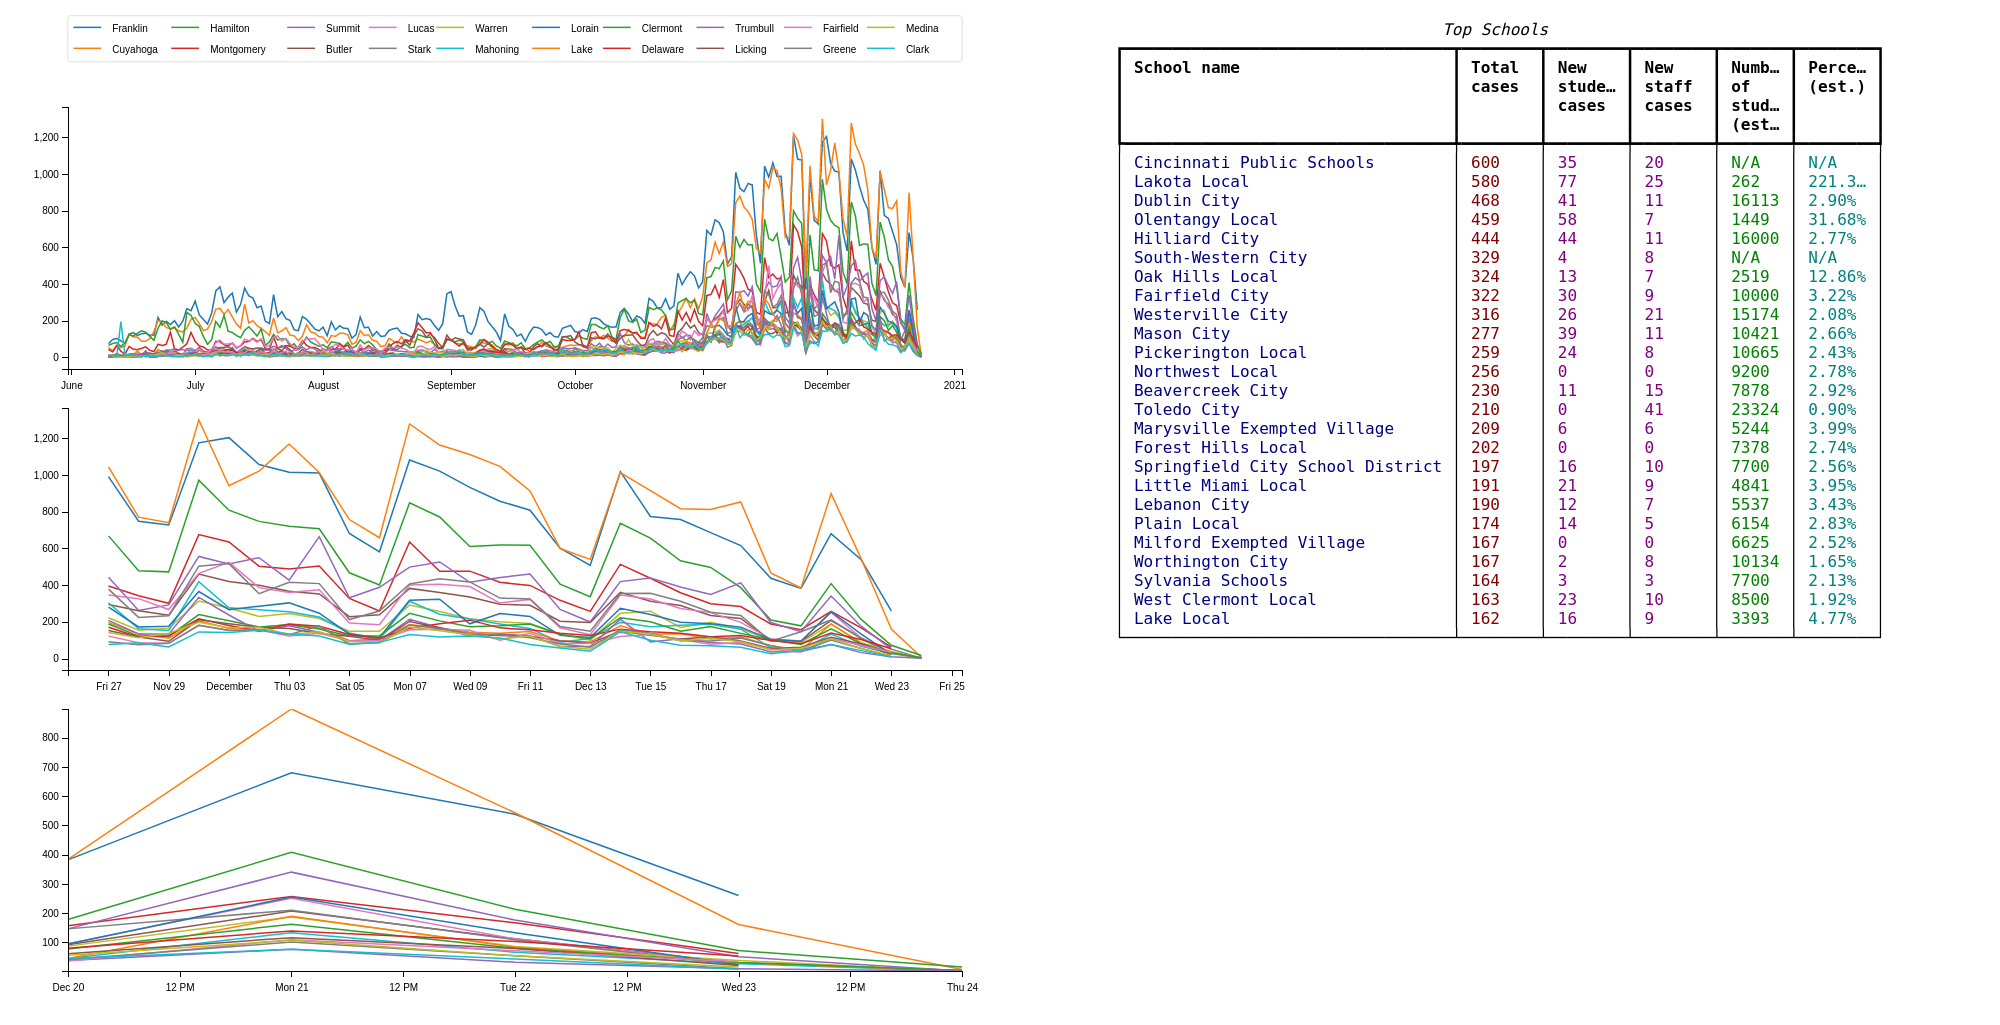 Franklin Hamilton Summit Lucas Warren Lorain Clermont Trumbull Fairfield Medina
Cuyahoga Montgomery Butler Stark Mahoning Lake Delaware Licking Greene Clark
1,200
1,000
800
600
400
200
0
June July August September October November December 2021
1,200
1,000
800
600
400
200
0
Fri 27 Nov 29 December Thu 03 Sat 05 Mon 07 Wed 09 Fri 11 Dec 13 Tue 15 Thu 17 Sat 19 Mon 21 Wed 23 Fri 25
800
700
600
500
400
300
200
100
Dec 20 12 PM Mon 21 12 PM Tue 22 12 PM Wed 23 12 PM Thu 24
Top Schools
School name Total New New Numb… Perce…
cases stude… staff of (est.)
cases cases stud…
(est…
Cincinnati Public Schools 600 35 20 N/A N/A
Lakota Local 580 77 25 262 221.3…
Dublin City 468 41 11 16113 2.90%
Olentangy Local 459 58 7 1449 31.68%
Hilliard City 444 44 11 16000 2.77%
South-Western City 329 4 8 N/A N/A
Oak Hills Local 324 13 7 2519 12.86%
Fairfield City 322 30 9 10000 3.22%
Westerville City 316 26 21 15174 2.08%
Mason City 277 39 11 10421 2.66%
Pickerington Local 259 24 8 10665 2.43%
Northwest Local 256 0 0 9200 2.78%
Beavercreek City 230 11 15 7878 2.92%
Toledo City 210 0 41 23324 0.90%
Marysville Exempted Village 209 6 6 5244 3.99%
Forest Hills Local 202 0 0 7378 2.74%
Springfield City School District 197 16 10 7700 2.56%
Little Miami Local 191 21 9 4841 3.95%
Lebanon City 190 12 7 5537 3.43%
Plain Local 174 14 5 6154 2.83%
Milford Exempted Village 167 0 0 6625 2.52%
Worthington City 167 2 8 10134 1.65%
Sylvania Schools 164 3 3 7700 2.13%
West Clermont Local 163 23 10 8500 1.92%
Lake Local 162 16 9 3393 4.77%